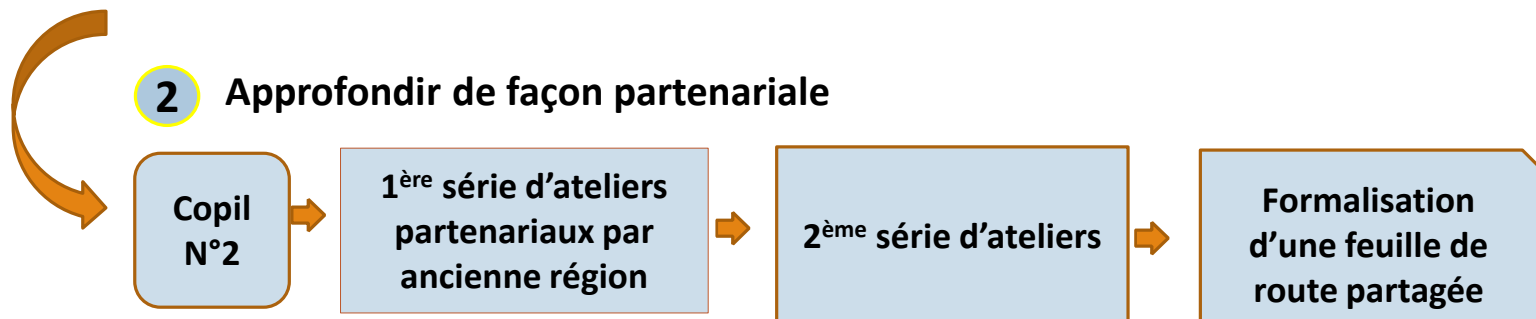 2 Approfondir de façon partenariale
Copil
N°2
1ère série d’ateliers
partenariaux par
ancienne région
2ème série d’ateliers
Formalisation
d’une feuille de
route partagée